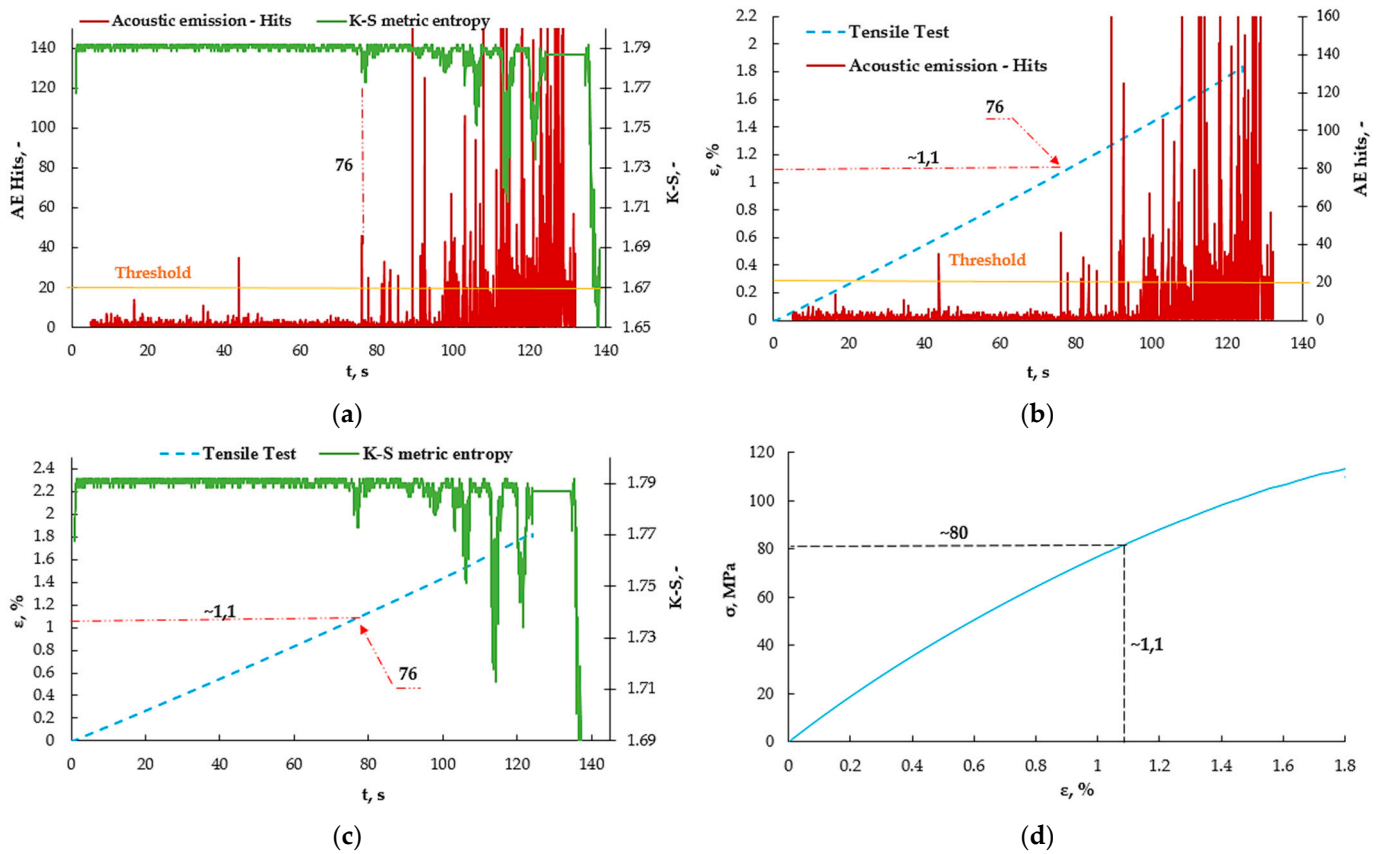 Acoustic emission - Hits K-S metric entropy
140
120
100
80
60
40
20
0
AE Hits, -
1.79
1.77
1.75
1.73
1.71
1.69
1.67
1.65
K-S, -
76
Threshold
0 20 40 60 80 100 120 140
t, s
(a)
2.2
2
1.8
1.6
1.4
1.2
1
0.8
0.6
0.4
0.2
0
ε, %
Tensile Test
Acoustic emission - Hits
160
140
120
100
80
60
40
20
0
AE hits, -
76
~1,1
Threshold
0 20 40 60 80 100 120 140
t, s
(b)
Tensile Test K-S metric entropy
2.4
2.2
2
1.8
1.6
1.4
1.2
1
0.8
0.6
0.4
0.2
0
ε, %
1.79
1.77
1.75
1.73
1.71
1.69
K-S, -
~1,1
76
0 20 40 60 80 100 120 140
t, s
(c)
120
100
80
60
40
20
0
σ, MPa
~80
~1,1
0 0.2 0.4 0.6 0.8 1 1.2 1.4 1.6 1.8
ε, %
(d)